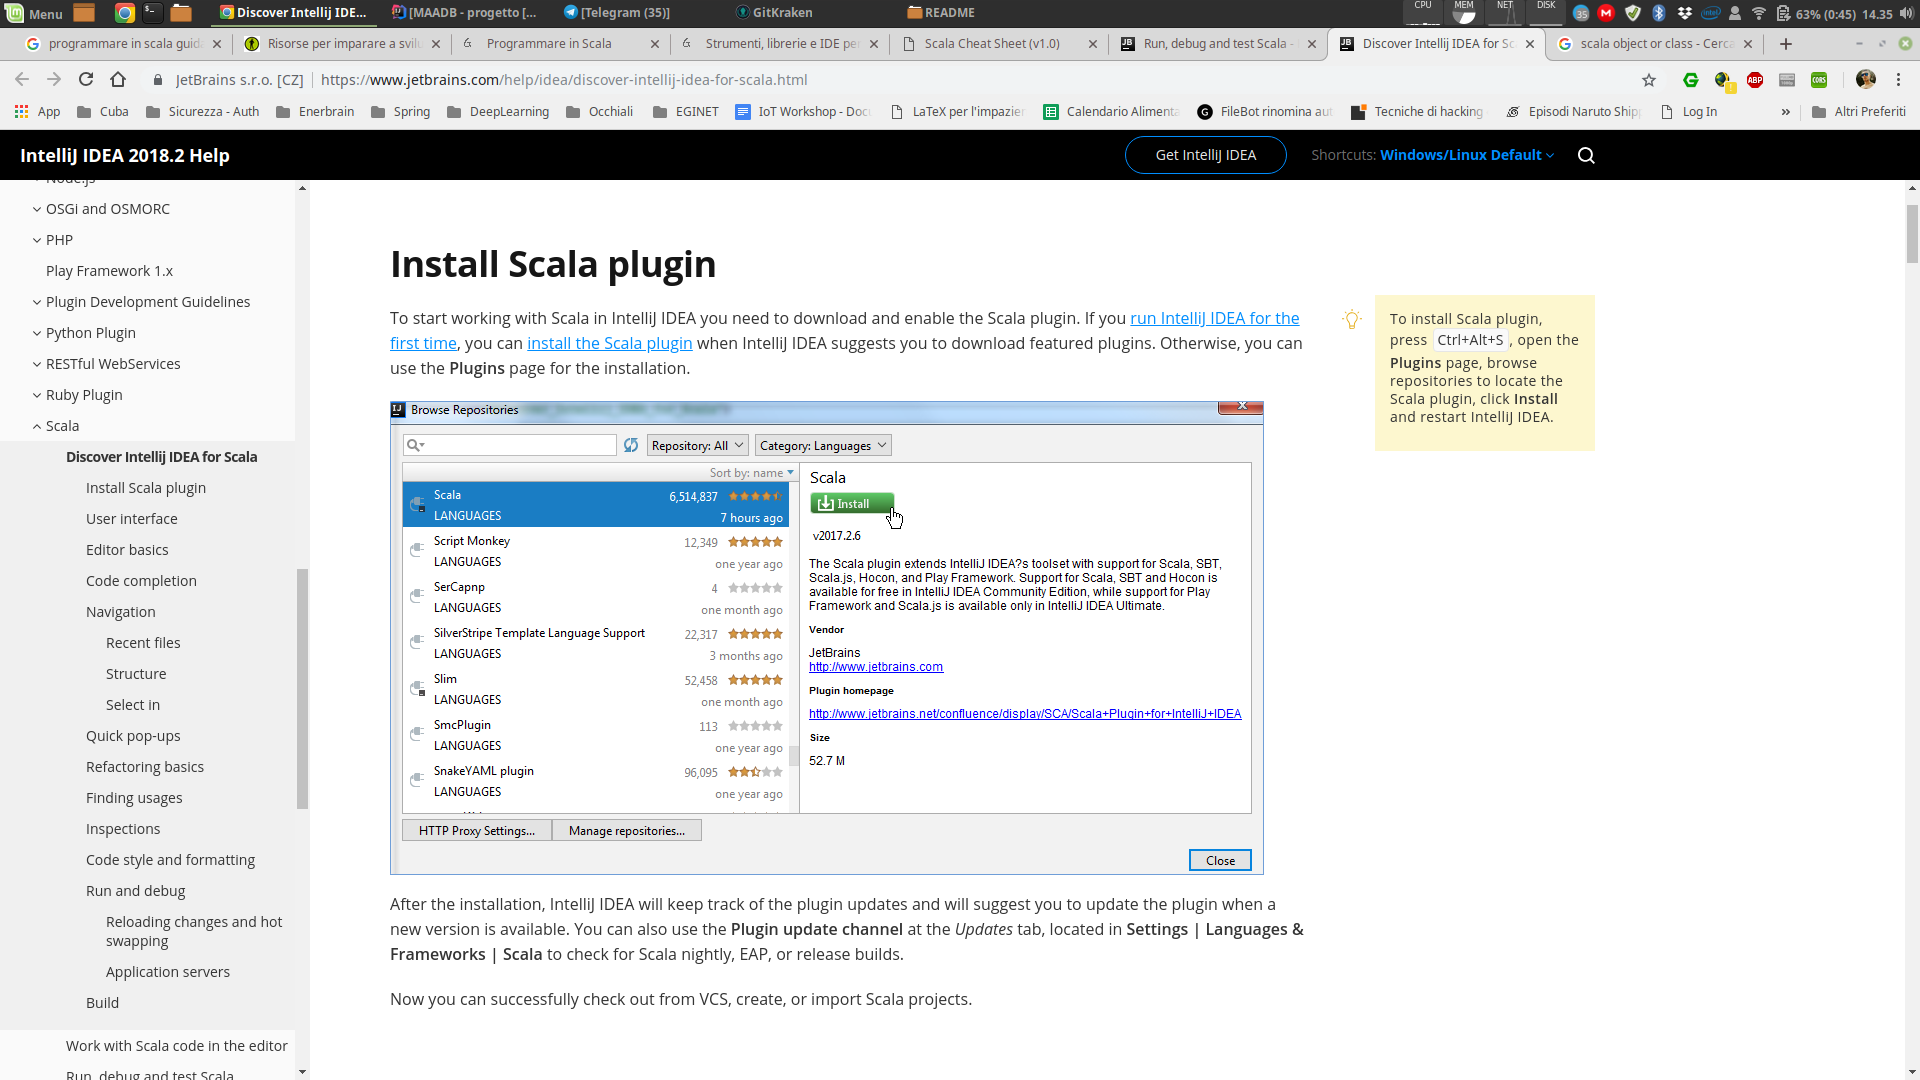 Menu
Discover Intellij IDE...
[MAADB - progetto [...
[Telegram (35)]
GitKraken
README
CPU
MEM
NET
DISK
35
63% (0:45) 14.35
programmare in scala guid
Risorse per imparare a svil
Programmare in Scala
Strumenti, librerie e IDE pe
Scala Cheat Sheet (v1.0)
Run, debug and test Scala -
Discover Intellij IDEA for Sc
scala object or class - Cerc
JetBrains s.r.o. [CZ]
https://www.jetbrains.com/help/idea/discover-intellij-idea-for-scala.html
App
Cuba
Sicurezza - Auth
Enerbrain
Spring
DeepLearning
Occhiali
EGINET
IoT Workshop - Doc
LaTeX per l'impazien
Calendario Alimenta
FileBot rinomina aut
Tecniche di hacking
Episodi Naruto Ship
Log In
»
Altri Preferiti
IntelliJ IDEA 2018.2 Help
Get IntelliJ IDEA
Shortcuts: Windows/Linux Default
Node.js
OSGi and OSMORC
PHP
Play Framework 1.x
Plugin Development Guidelines
Python Plugin
RESTful WebServices
Ruby Plugin
Scala
Discover Intellij IDEA for Scala
Install Scala plugin
User interface
Editor basics
Code completion
Navigation
Recent files
Structure
Select in
Quick pop-ups
Refactoring basics
Finding usages
Inspections
Code style and formatting
Run and debug
Reloading changes and hot
swapping
Application servers
Build
Work with Scala code in the editor
Run, debug and test Scala
Install Scala plugin
To start working with Scala in IntelliJ IDEA you need to download and enable the Scala plugin. If you run IntelliJ IDEA for the
first time, you can install the Scala plugin when IntelliJ IDEA suggests you to download featured plugins. Otherwise, you can
use the Plugins page for the installation.
To install Scala plugin,
press Ctrl+Alt+S, open the
Plugins page, browse
repositories to locate the
Scala plugin, click Install
and restart IntelliJ IDEA.
Browse Repositories
Repository: All
Category: Languages
Sort by: name
Scala 6,514,837
LANGUAGES 7 hours ago
Script Monkey 12,349
LANGUAGES one year ago
SerCapnp 4
LANGUAGES one month ago
SilverStripe Template Language Support 22,317
LANGUAGES 3 months ago
Slim 52,458
LANGUAGES one month ago
SmcPlugin 113
LANGUAGES one year ago
SnakeYAML plugin 96,095
LANGUAGES one year ago
Scala
Install
v2017.2.6
The Scala plugin extends IntelliJ IDEA?s toolset with support for Scala, SBT,
Scala.js, Hocon, and Play Framework. Support for Scala, SBT and Hocon is
available for free in IntelliJ IDEA Community Edition, while support for Play
Framework and Scala.js is available only in IntelliJ IDEA Ultimate.
Vendor
JetBrains
http://www.jetbrains.com
Plugin homepage
http://www.jetbrains.net/confluence/display/SCA/Scala+Plugin+for+IntelliJ+IDEA
Size
52.7 M
HTTP Proxy Settings...
Manage repositories...
Close
After the installation, IntelliJ IDEA will keep track of the plugin updates and will suggest you to update the plugin when a
new version is available. You can also use the Plugin update channel at the Updates tab, located in Settings | Languages &
Frameworks | Scala to check for Scala nightly, EAP, or release builds.
Now you can successfully check out from VCS, create, or import Scala projects.